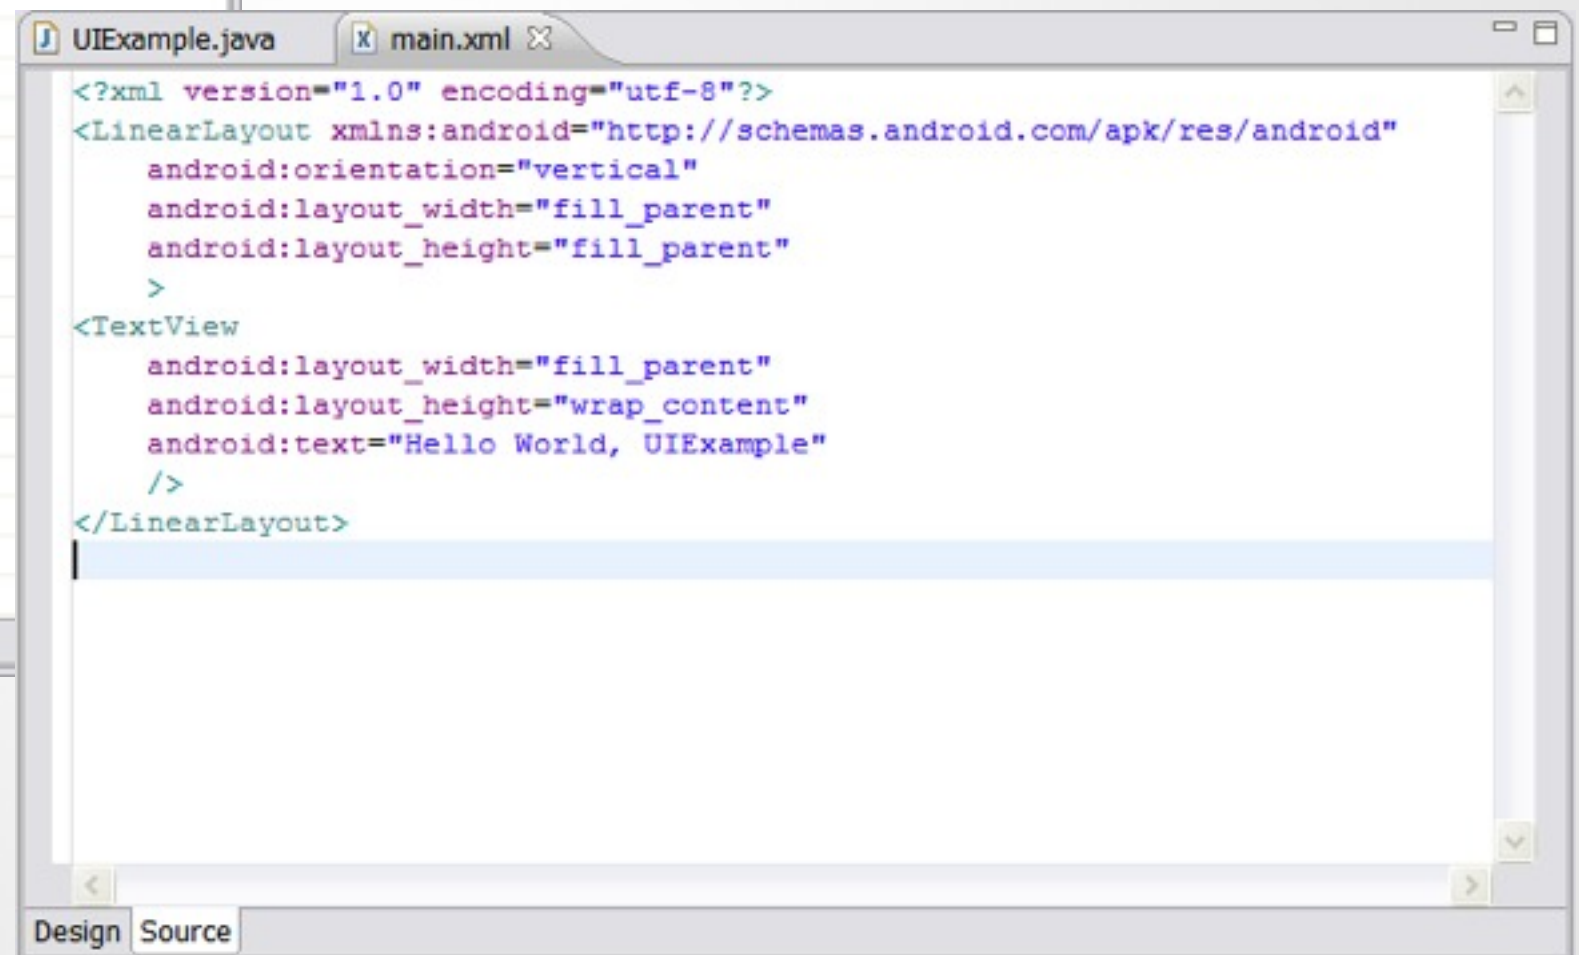 UIExample.java main.xml
<?xml version="1.0" encoding="utf-8"?>
<LinearLayout xmlns:android="http://schemas.android.com/apk/res/android"
    android:orientation="vertical"
    android:layout_width="fill_parent"
    android:layout_height="fill_parent"
    >
<TextView
    android:layout_width="fill_parent"
    android:layout_height="wrap_content"
    android:text="Hello World, UIExample"
    />
</LinearLayout>
Design Source